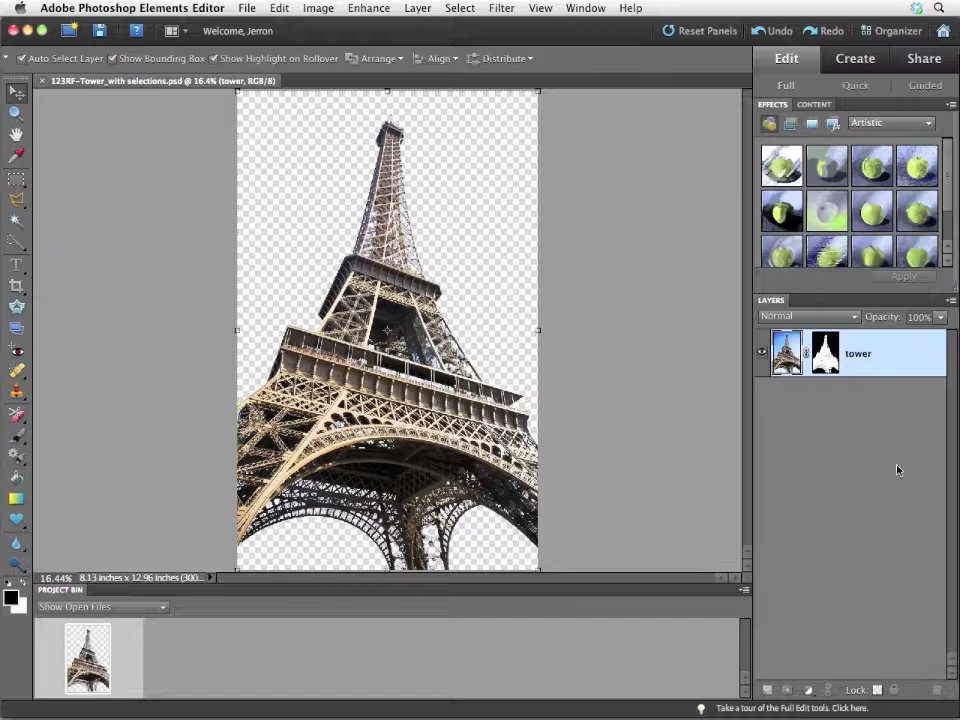 Adobe Photoshop Elements Editor File Edit Image Enhance Layer Select Filter View Window Help
Welcome, Jerron Reset Panels Undo Redo Organizer
Auto Select Layer Show Bounding Box Show Highlight on Rollover Arrange Align Distribute
Edit Create Share
123RF-Tower_with selections.psd @ 16.4% (tower, RGB/8)
Full Quick Guided
EFFECTS CONTENT
Artistic
Apply
LAYERS
Normal Opacity: 100%
tower
16.44% 8.13 inches x 12.96 inches (300...
PROJECT BIN
Show Open Files
Lock:
Take a tour of the Full Edit tools. Click here.